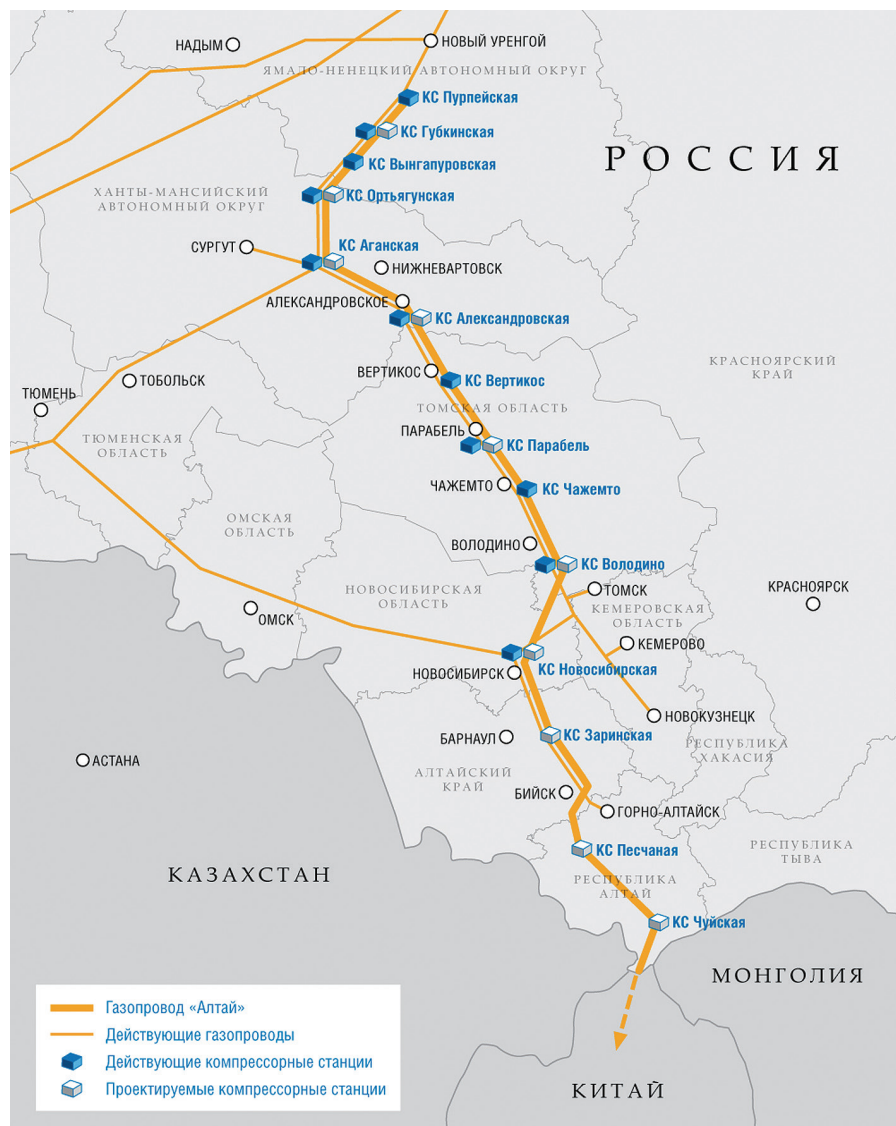 НАДЫМ
НОВЫЙ УРЕНГОЙ
ЯМАЛО-НЕНЕЦКИЙ АВТОНОМНЫЙ ОКРУГ
КС Пурпейская
КС Губкинская
РОССИЯ
КС Вынгапуровская
ХАНТЫ-МАНСИЙСКИЙ
АВТОНОМНЫЙ ОКРУГ
КС Ортьягунская
СУРГУТ
КС Аганская
НИЖНЕВАРТОВСК
АЛЕКСАНДРОВСКОЕ
КС Александровская
КРАСНОЯРСКИЙ
КРАЙ
ВЕРТИКОС
КС Вертикос
ТОБОЛЬСК
ТЮМЕНЬ
ТОМСКАЯ ОБЛАСТЬ
ПАРАБЕЛЬ
КС Парабель
ТЮМЕНСКАЯ
ОБЛАСТЬ
ЧАЖЕМТО
КС Чажемто
ОМСКАЯ
ОБЛАСТЬ
ВОЛОДИНО
КС Володино
НОВОСИБИРСКАЯ
ОБЛАСТЬ
ТОМСК
КРАСНОЯРСК
КЕМЕРОВСКАЯ
ОБЛАСТЬ
ОМСК
КЕМЕРОВО
НОВОСИБИРСК
КС Новосибирская
НОВОКУЗНЕЦК
БАРНАУЛ
КС Заринская
РЕСПУБЛИКА
ХАКАСИЯ
АСТАНА
АЛТАЙСКИЙ
КРАЙ
БИЙСК
ГОРНО-АЛТАЙСК
КС Песчаная
РЕСПУБЛИКА
ТЫВА
КАЗАХСТАН
РЕСПУБЛИКА
АЛТАЙ
КС Чуйская
МОНГОЛИЯ
КИТАЙ
Газопровод «Алтай»
Действующие газопроводы
Действующие компрессорные станции
Проектируемые компрессорные станции